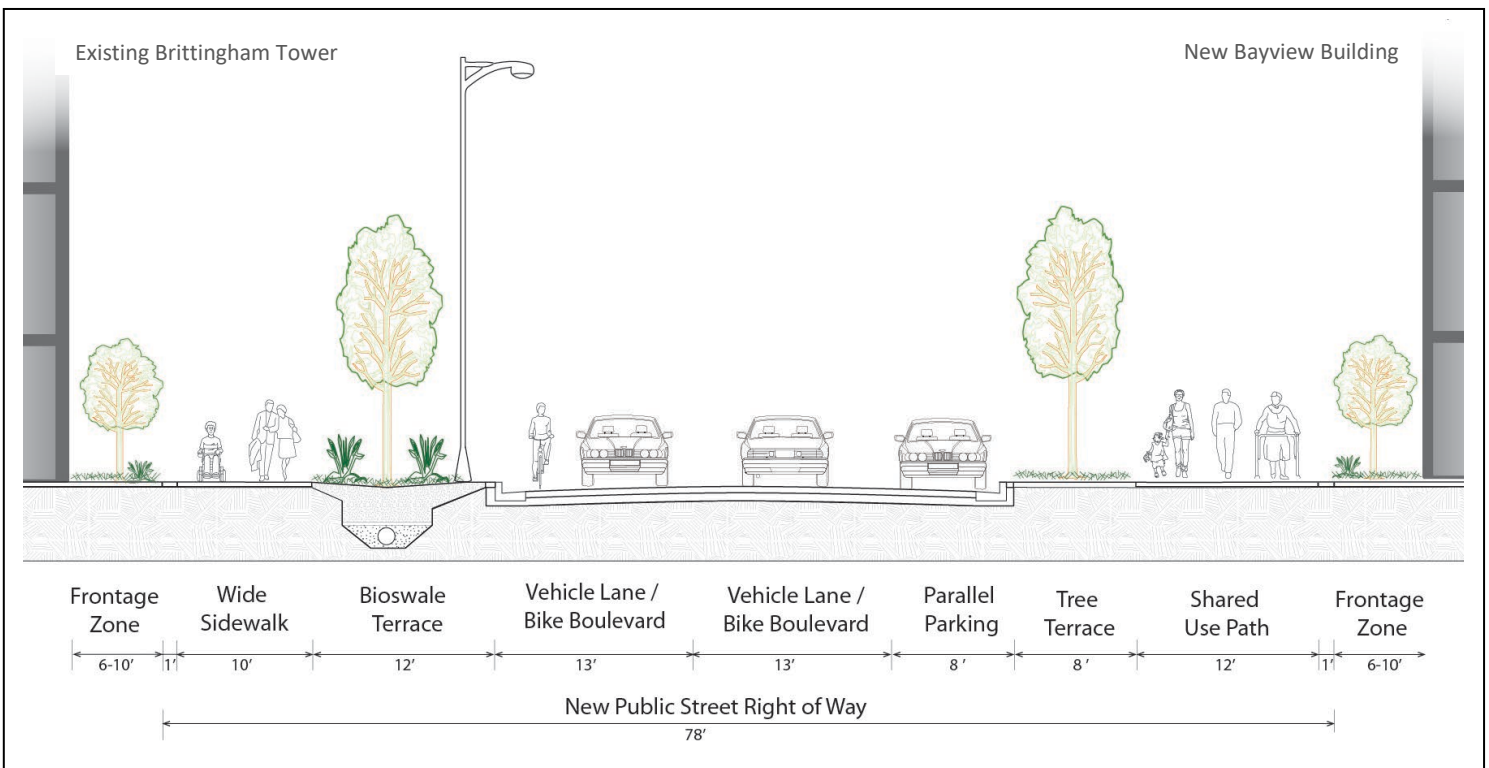 Existing Brittingham Tower
New Bayview Building
Frontage
Zone
Wide
Sidewalk
Bioswale
Terrace
Vehicle Lane /
Bike Boulevard
Vehicle Lane /
Bike Boulevard
Parallel
Parking
Tree
Terrace
Shared
Use Path
Frontage
Zone
6-10'
1'
10'
12'
13'
13'
8 '
8 '
12'
1'
6-10'
New Public Street Right of Way
78'